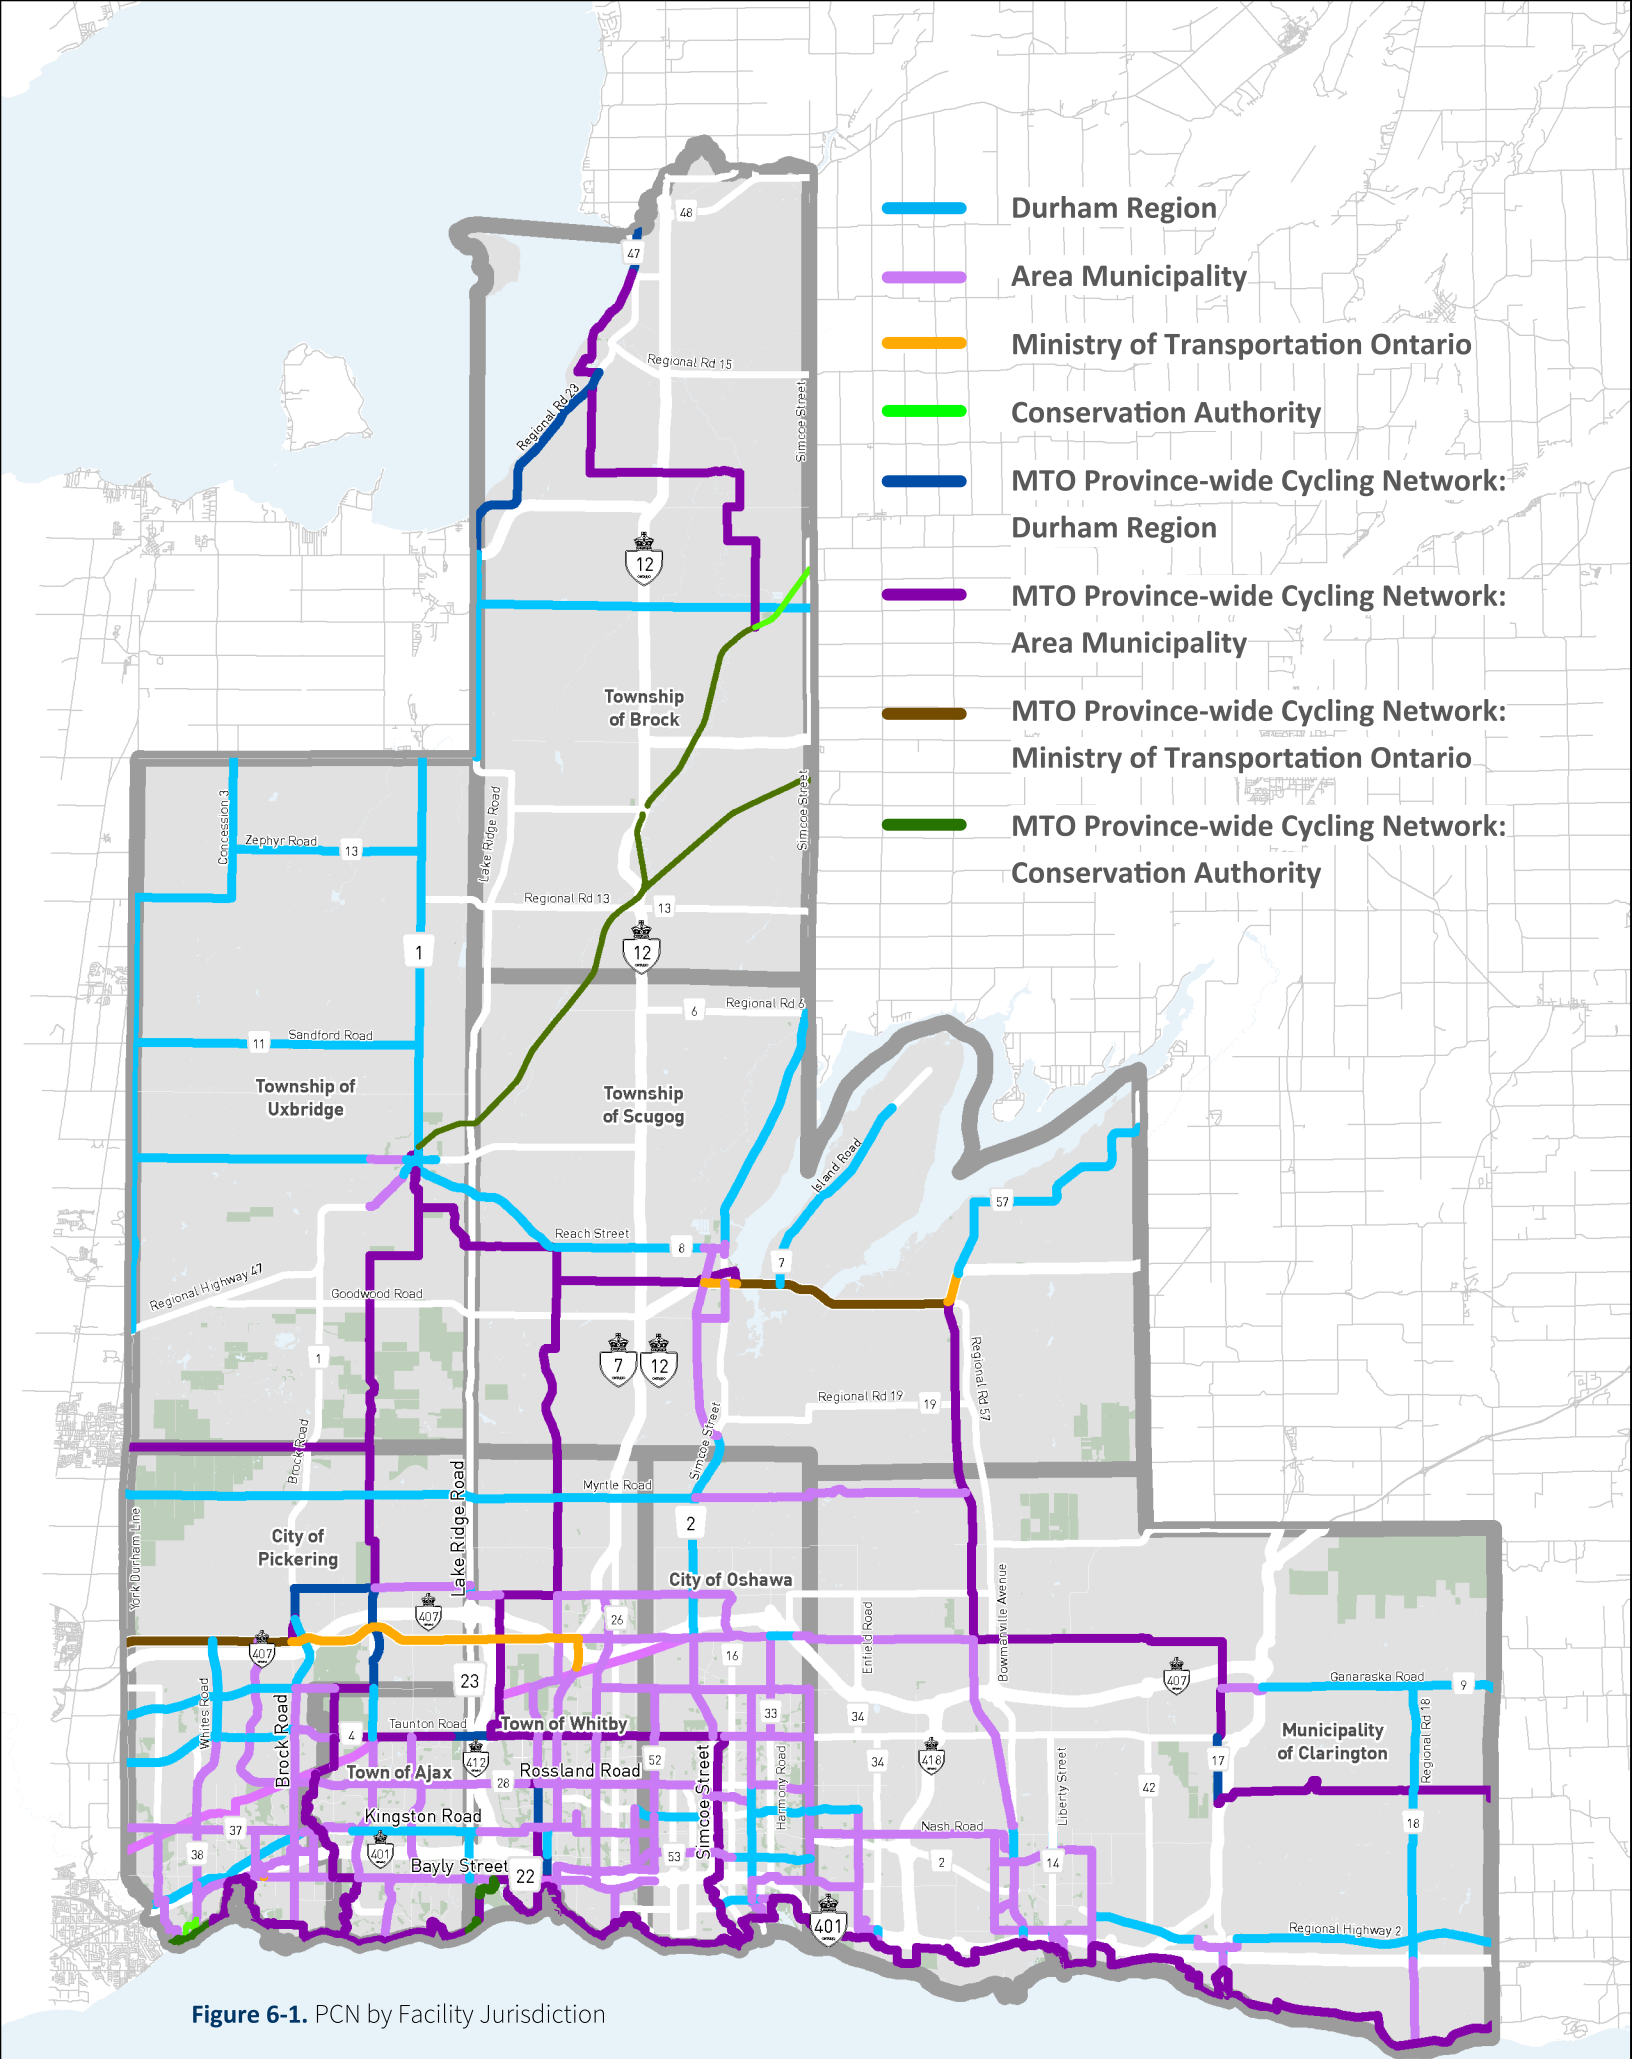 48
Durham Region
47
Area Municipality
Ministry of Transportation Ontario
Regional Rd 15
Simcoe Street
Regional Rd 23
Conservation Authority
MTO Province-wide Cycling Network:
Durham Region
12
ONTARIO
MTO Province-wide Cycling Network:
Area Municipality
Township
of Brock
MTO Province-wide Cycling Network:
Ministry of Transportation Ontario
Concession 3
Zephyr Road
13
Lake Ridge Road
Simcoe Street
MTO Province-wide Cycling Network:
Conservation Authority
Regional Rd 13
13
1
12
ONTARIO
Regional Rd 6
6
Sandford Road
11
Township of
Uxbridge
Township
of Scugog
Island Road
57
Reach Street
8
7
Regional Highway 47
Goodwood Road
1
7
12
Regional Rd 57
Regional Rd 19
19
Brock Road
Simcoe Street
Lake Ridge Road
Myrtle Road
York Durham Line
2
City of
Pickering
City of Oshawa
Bowmanville Avenue
407
26
Enfield Road
407
16
23
407
Ganaraska Road
9
Whites Road
Brock Road
Taunton Road
4
Town of Whitby
33
34
Regional Rd 18
Municipality
of Clarington
412
52
Simcoe Street
Harmony Road
34
418
17
Town of Ajax
28
Rossland Road
Liberty Street
42
Kingston Road
37
401
Nash Road
18
38
Bayly Street
22
53
2
14
401
ONTARIO
Regional Highway 2
Figure 6-1. PCN by Facility Jurisdiction